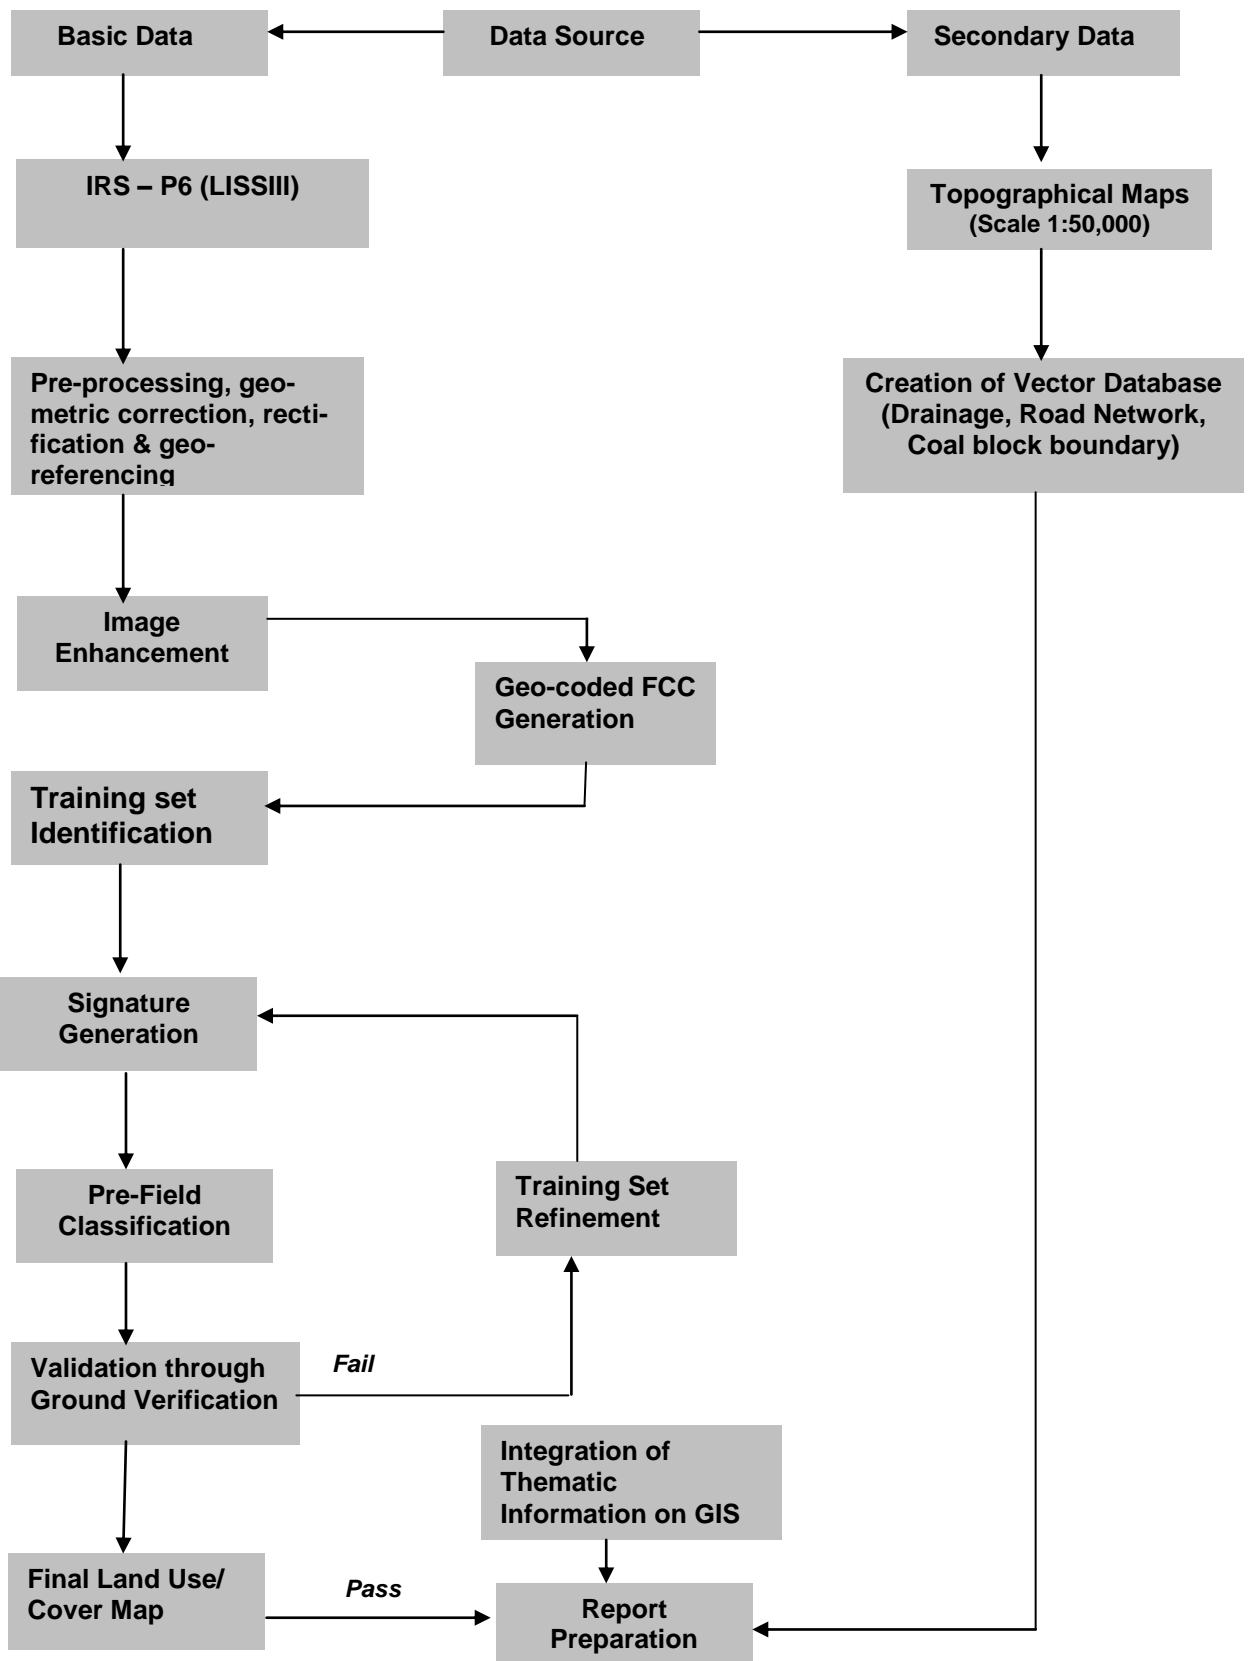 Basic Data
Data Source
Secondary Data
IRS – P6 (LISSIII)
Topographical Maps
(Scale 1:50,000)
Pre-processing, geo-
metric correction, recti-
fication & geo-
referencing
Creation of Vector Database
(Drainage, Road Network,
Coal block boundary)
Image
Enhancement
Geo-coded FCC
Generation
Training set
Identification
Signature
Generation
Pre-Field
Classification
Training Set
Refinement
Validation through
Ground Verification
Fail
Integration of
Thematic
Information on GIS
Final Land Use/
Cover Map
Pass
Report
Preparation